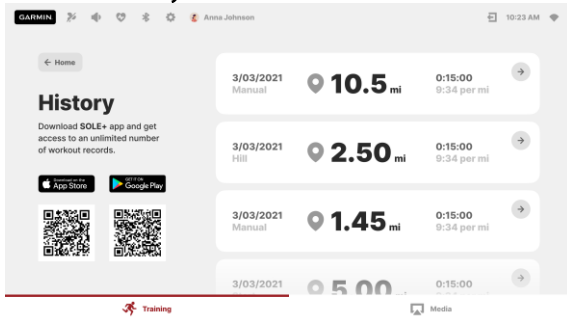 GARMIN
Anna Johnson
10:23 AM
Home
History
Download SOLE+ app and get
access to an unlimited number
of workout records.
Download on the
App Store
GET IT ON
Google Play
3/03/2021
Manual
10.5 mi
0:15:00
9:34 per mi
3/03/2021
Hill
2.50 mi
0:15:00
9:34 per mi
3/03/2021
Manual
1.45 mi
0:15:00
9:34 per mi
3/03/2021
5.00 mi
0:15:00
Training
Media